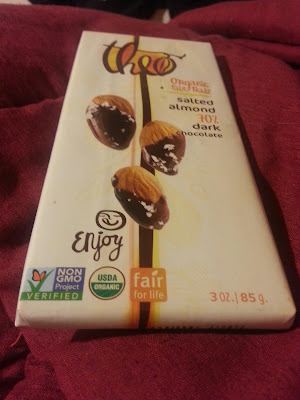 theo
organic
fair trade
salted
almond
70%
dark
chocolate
enjoy
NON
GMO
Project
VERIFIED
USDA
ORGANIC
fair
for life
3 OZ. | 85 g.